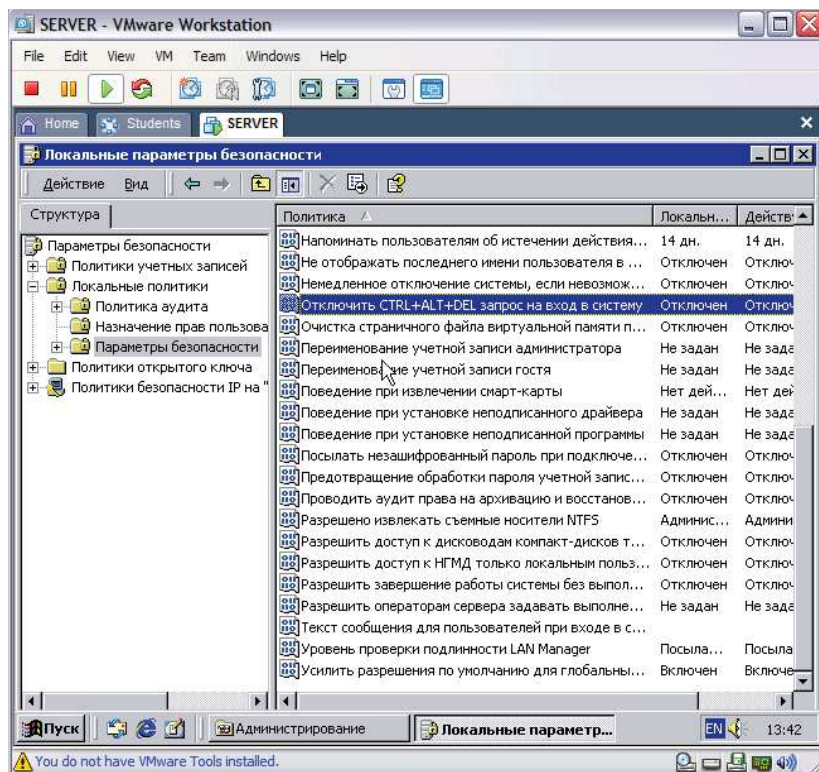 SERVER - VMware Workstation
File Edit View VM Team Windows Help
Home Students SERVER
Локальные параметры безопасности
Действие Вид
Структура
Политика Локальн... Действ
Параметры безопасности
Политики учетных записей
Локальные политики
Политика аудита
Назначение прав пользова
Параметры безопасности
Политики открытого ключа
Политики безопасности IP на "
Напоминать пользователям об истечении действия... 14 дн. 14 дн.
Не отображать последнего имени пользователя в ... Отключен Отключ
Немедленное отключение системы, если невозмож... Отключен Отключ
Отключить CTRL+ALT+DEL запрос на вход в систему Отключен Отключ
Очистка страничного файла виртуальной памяти п... Отключен Отключ
Переименование учетной записи администратора Не задан Не зада
Переименование учетной записи гостя Не задан Не зада
Поведение при извлечении смарт-карты Нет дей... Нет дей
Поведение при установке неподписанного драйвера Не задан Не зада
Поведение при установке неподписанной программы Не задан Не зада
Посылать незашифрованный пароль при подключе... Отключен Отключ
Предотвращение обработки пароля учетной запис... Отключен Отключ
Проводить аудит права на архивацию и восстанов... Отключен Отключ
Разрешено извлекать съемные носители NTFS Админис... Админи
Разрешить доступ к дисководам компакт-дисков т... Отключен Отключ
Разрешить доступ к НГМД только локальным польз... Отключен Отключ
Разрешить завершение работы системы без выпол... Отключен Отключ
Разрешить операторам сервера задавать выполне... Не задан Не зада
Текст сообщения для пользователей при входе в с...
Уровень проверки подлинности LAN Manager Посыла... Посыла
Усилить разрешения по умолчанию для глобальны... Включен Включе
Пуск Администрирование Локальные параметр... EN 13:42
You do not have VMware Tools installed.